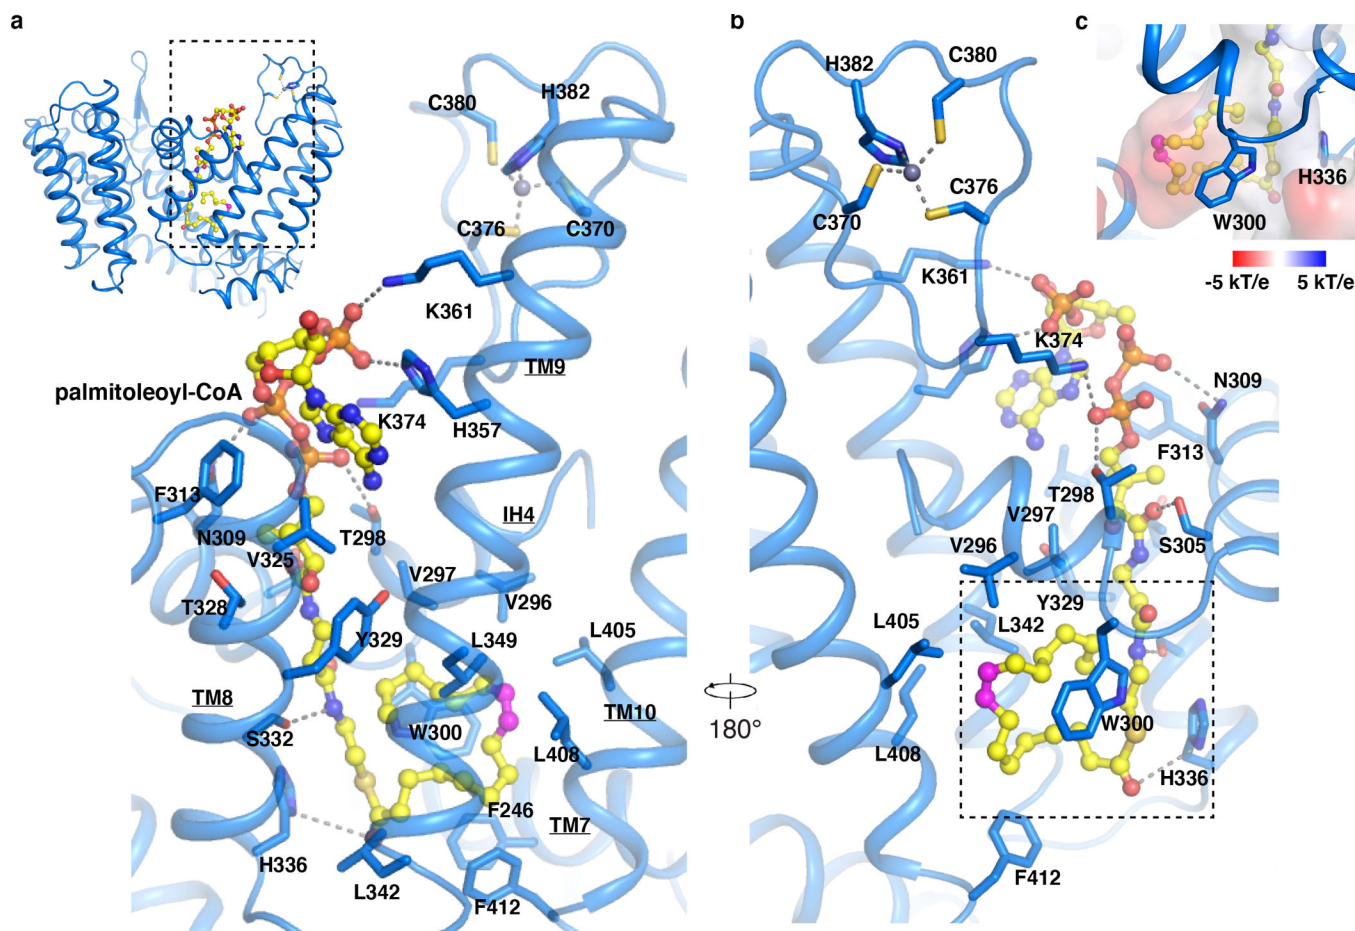 a
H382
C380
C376
C370
K361
TM9
palmitoleoyl-CoA
K374
H357
F313
IH4
N309
V325
T298
V297
T328
V296
Y329
L349
L405
TM8
S332
W300
TM10
L408
F246
TM7
H336
L342
F412
180°
b
H382
C380
C370
C376
K361
K374
N309
F313
T298
V297
S305
V296
Y329
L405
L342
W300
L408
H336
F412
c
H336
W300
-5 kT/e
5 kT/e